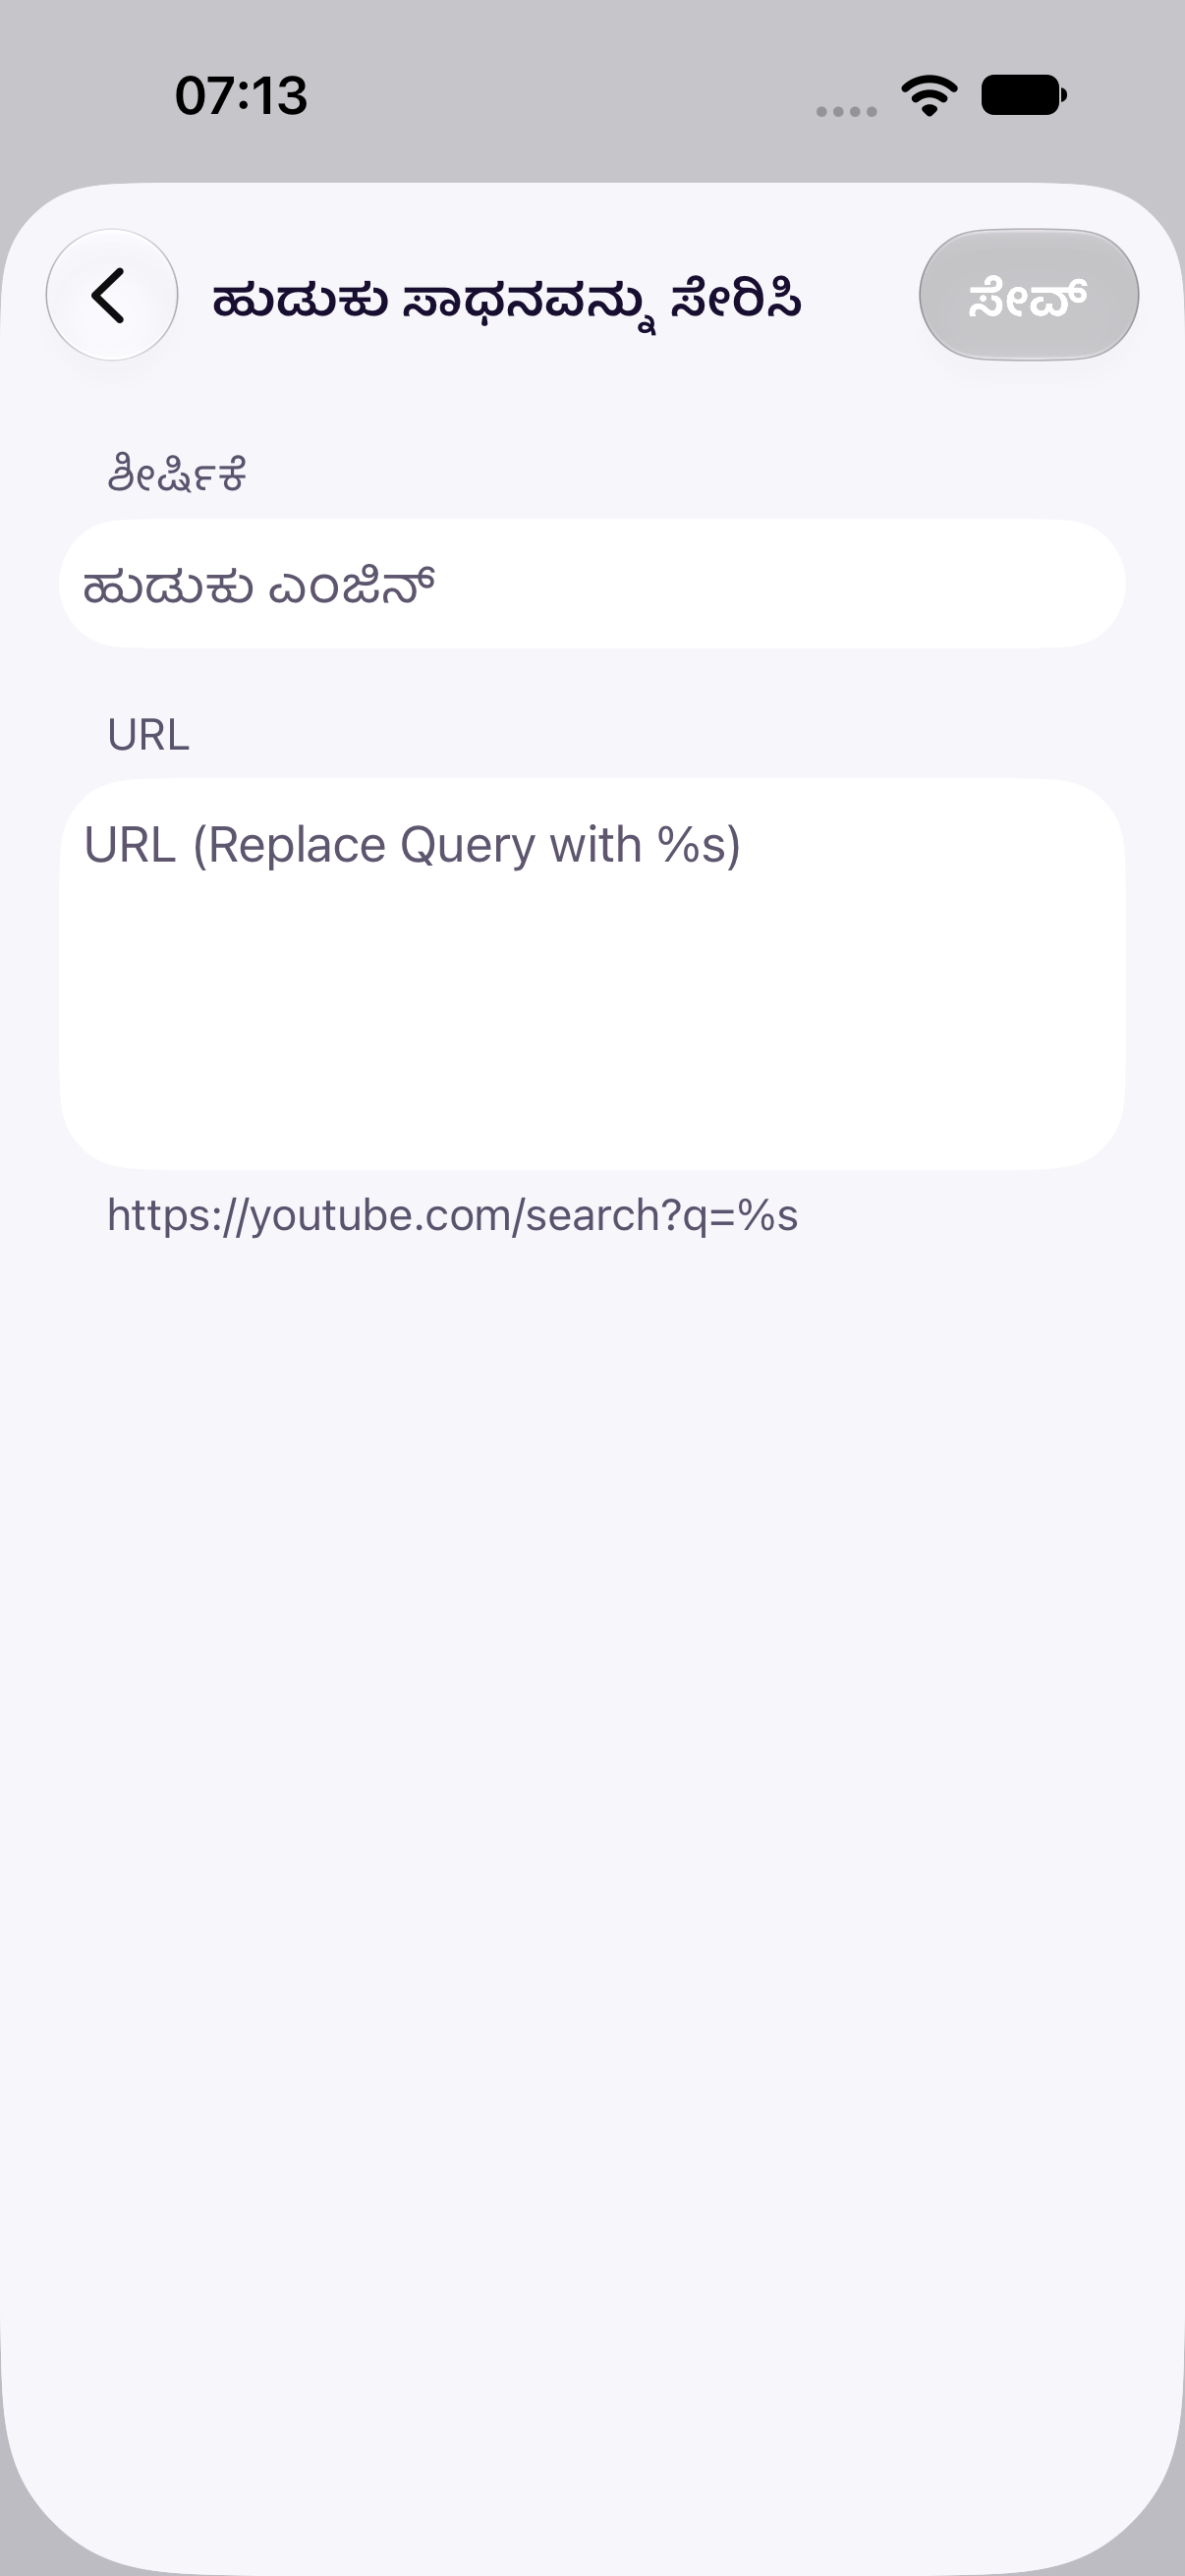 07:13
ಹುಡುಕು ಸಾಧನವನ್ನು ಸೇರಿಸಿ
ಸೇವ್
ಶೀರ್ಷಿಕೆ
ಹುಡುಕು ಎಂಜಿನ್
URL
URL (Replace Query with %s)
https://youtube.com/search?q=%s